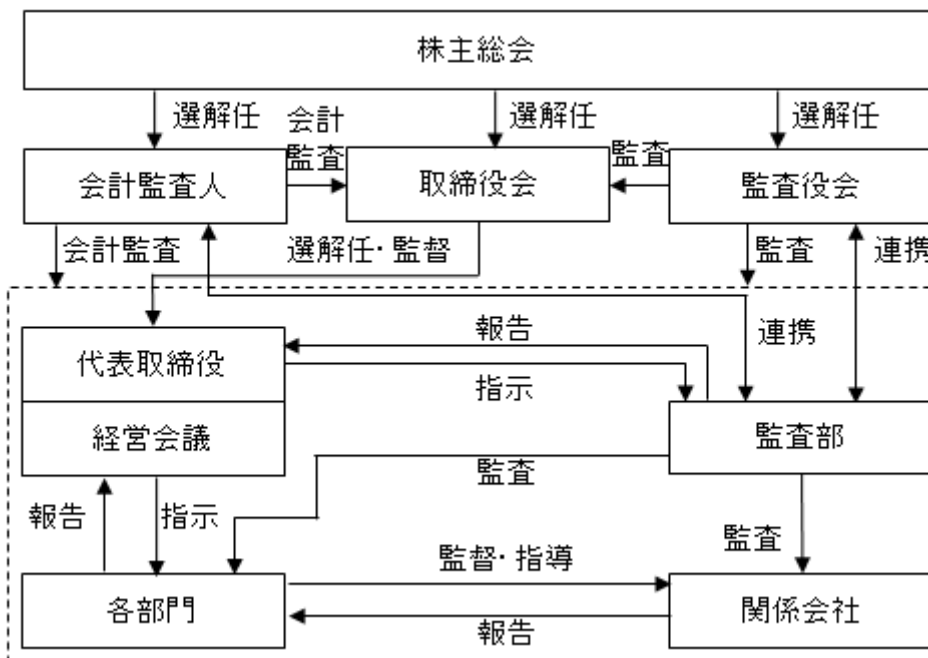 株主総会
選解任
会計
監査
選解任
選解任
監査
会計監査人
取締役会
監査役会
会計監査
選解任・監督
監査
連携
報告
連携
代表取締役
指示
経営会議
監査部
監査
報告
指示
監査
監督・指導
各部門
関係会社
報告